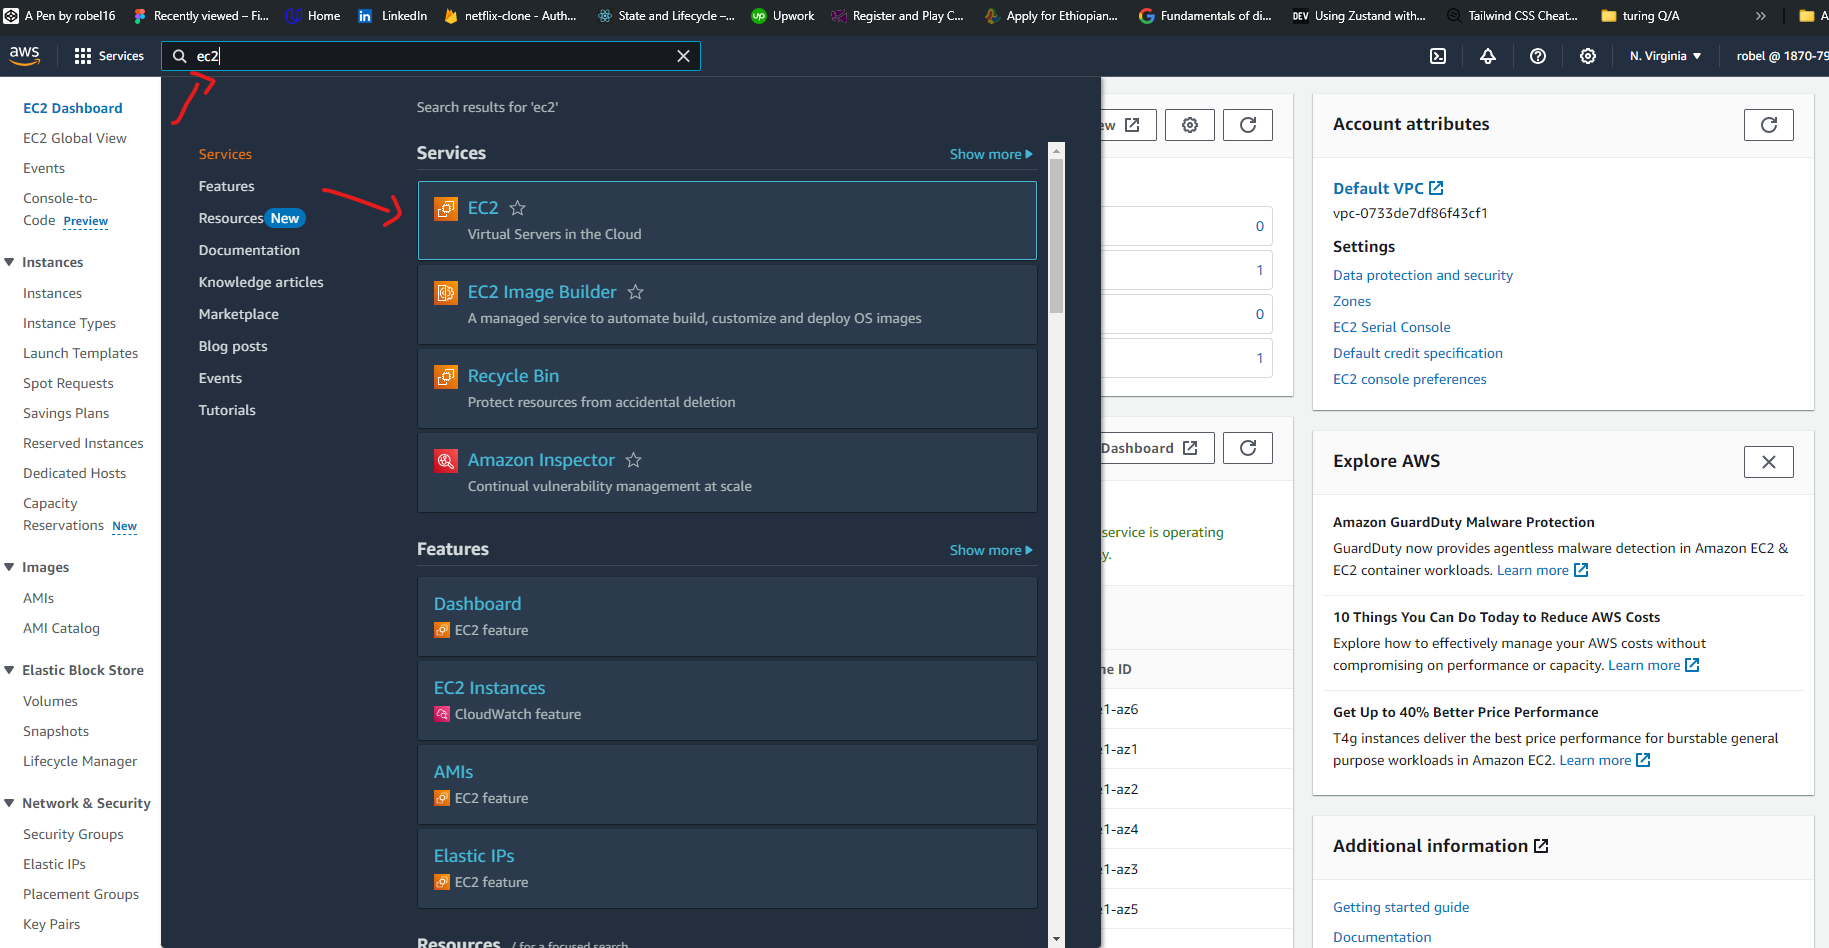 A Pen by robel16
Recently viewed – Fi...
Home
LinkedIn
netflix-clone - Auth...
State and Lifecycle –...
Upwork
Register and Play C...
Apply for Ethiopian...
Fundamentals of di...
DEV Using Zustand with...
Tailwind CSS Cheat...
turing Q/A
»
A
aws
Services
ec2
N. Virginia
robel @ 1870-79
EC2 Dashboard
EC2 Global View
Events
Console-to-
Code Preview
Instances
Instances
Instance Types
Launch Templates
Spot Requests
Savings Plans
Reserved Instances
Dedicated Hosts
Capacity
Reservations New
Images
AMIs
AMI Catalog
Elastic Block Store
Volumes
Snapshots
Lifecycle Manager
Network & Security
Security Groups
Elastic IPs
Placement Groups
Key Pairs
Services
Features
Resources New
Documentation
Knowledge articles
Marketplace
Blog posts
Events
Tutorials
Search results for 'ec2'
Services
Show more
EC2
Virtual Servers in the Cloud
EC2 Image Builder
A managed service to automate build, customize and deploy OS images
Recycle Bin
Protect resources from accidental deletion
Amazon Inspector
Continual vulnerability management at scale
Features
Show more
Dashboard
EC2 feature
EC2 Instances
CloudWatch feature
AMIs
EC2 feature
Elastic IPs
EC2 feature
Resources / for a focused search
ew
0
1
0
1
Dashboard
service is operating
y.
ne ID
e1-az6
e1-az1
e1-az2
e1-az4
e1-az3
e1-az5
Account attributes
Default VPC
vpc-0733de7df86f43cf1
Settings
Data protection and security
Zones
EC2 Serial Console
Default credit specification
EC2 console preferences
Explore AWS
Amazon GuardDuty Malware Protection
GuardDuty now provides agentless malware detection in Amazon EC2 &
EC2 container workloads. Learn more
10 Things You Can Do Today to Reduce AWS Costs
Explore how to effectively manage your AWS costs without
compromising on performance or capacity. Learn more
Get Up to 40% Better Price Performance
T4g instances deliver the best price performance for burstable general
purpose workloads in Amazon EC2. Learn more
Additional information
Getting started guide
Documentation